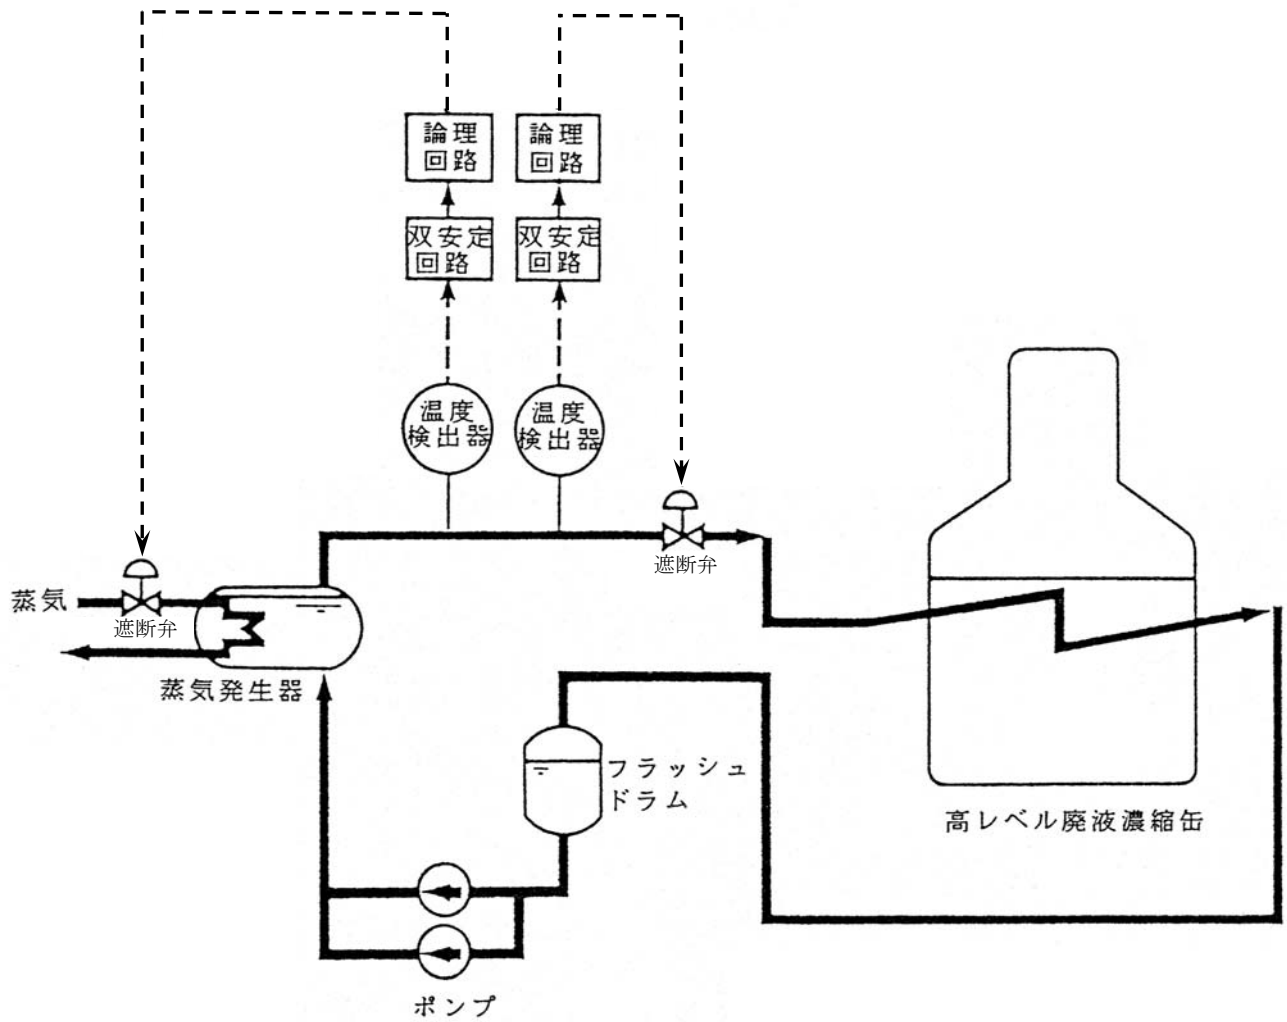 論理
回路
論理
回路
双安定
回路
双安定
回路
温度
検出器
温度
検出器
遮断弁
蒸気
遮断弁
蒸気発生器
フラッシュ
ドラム
高レベル廃液濃縮缶
ポンプ